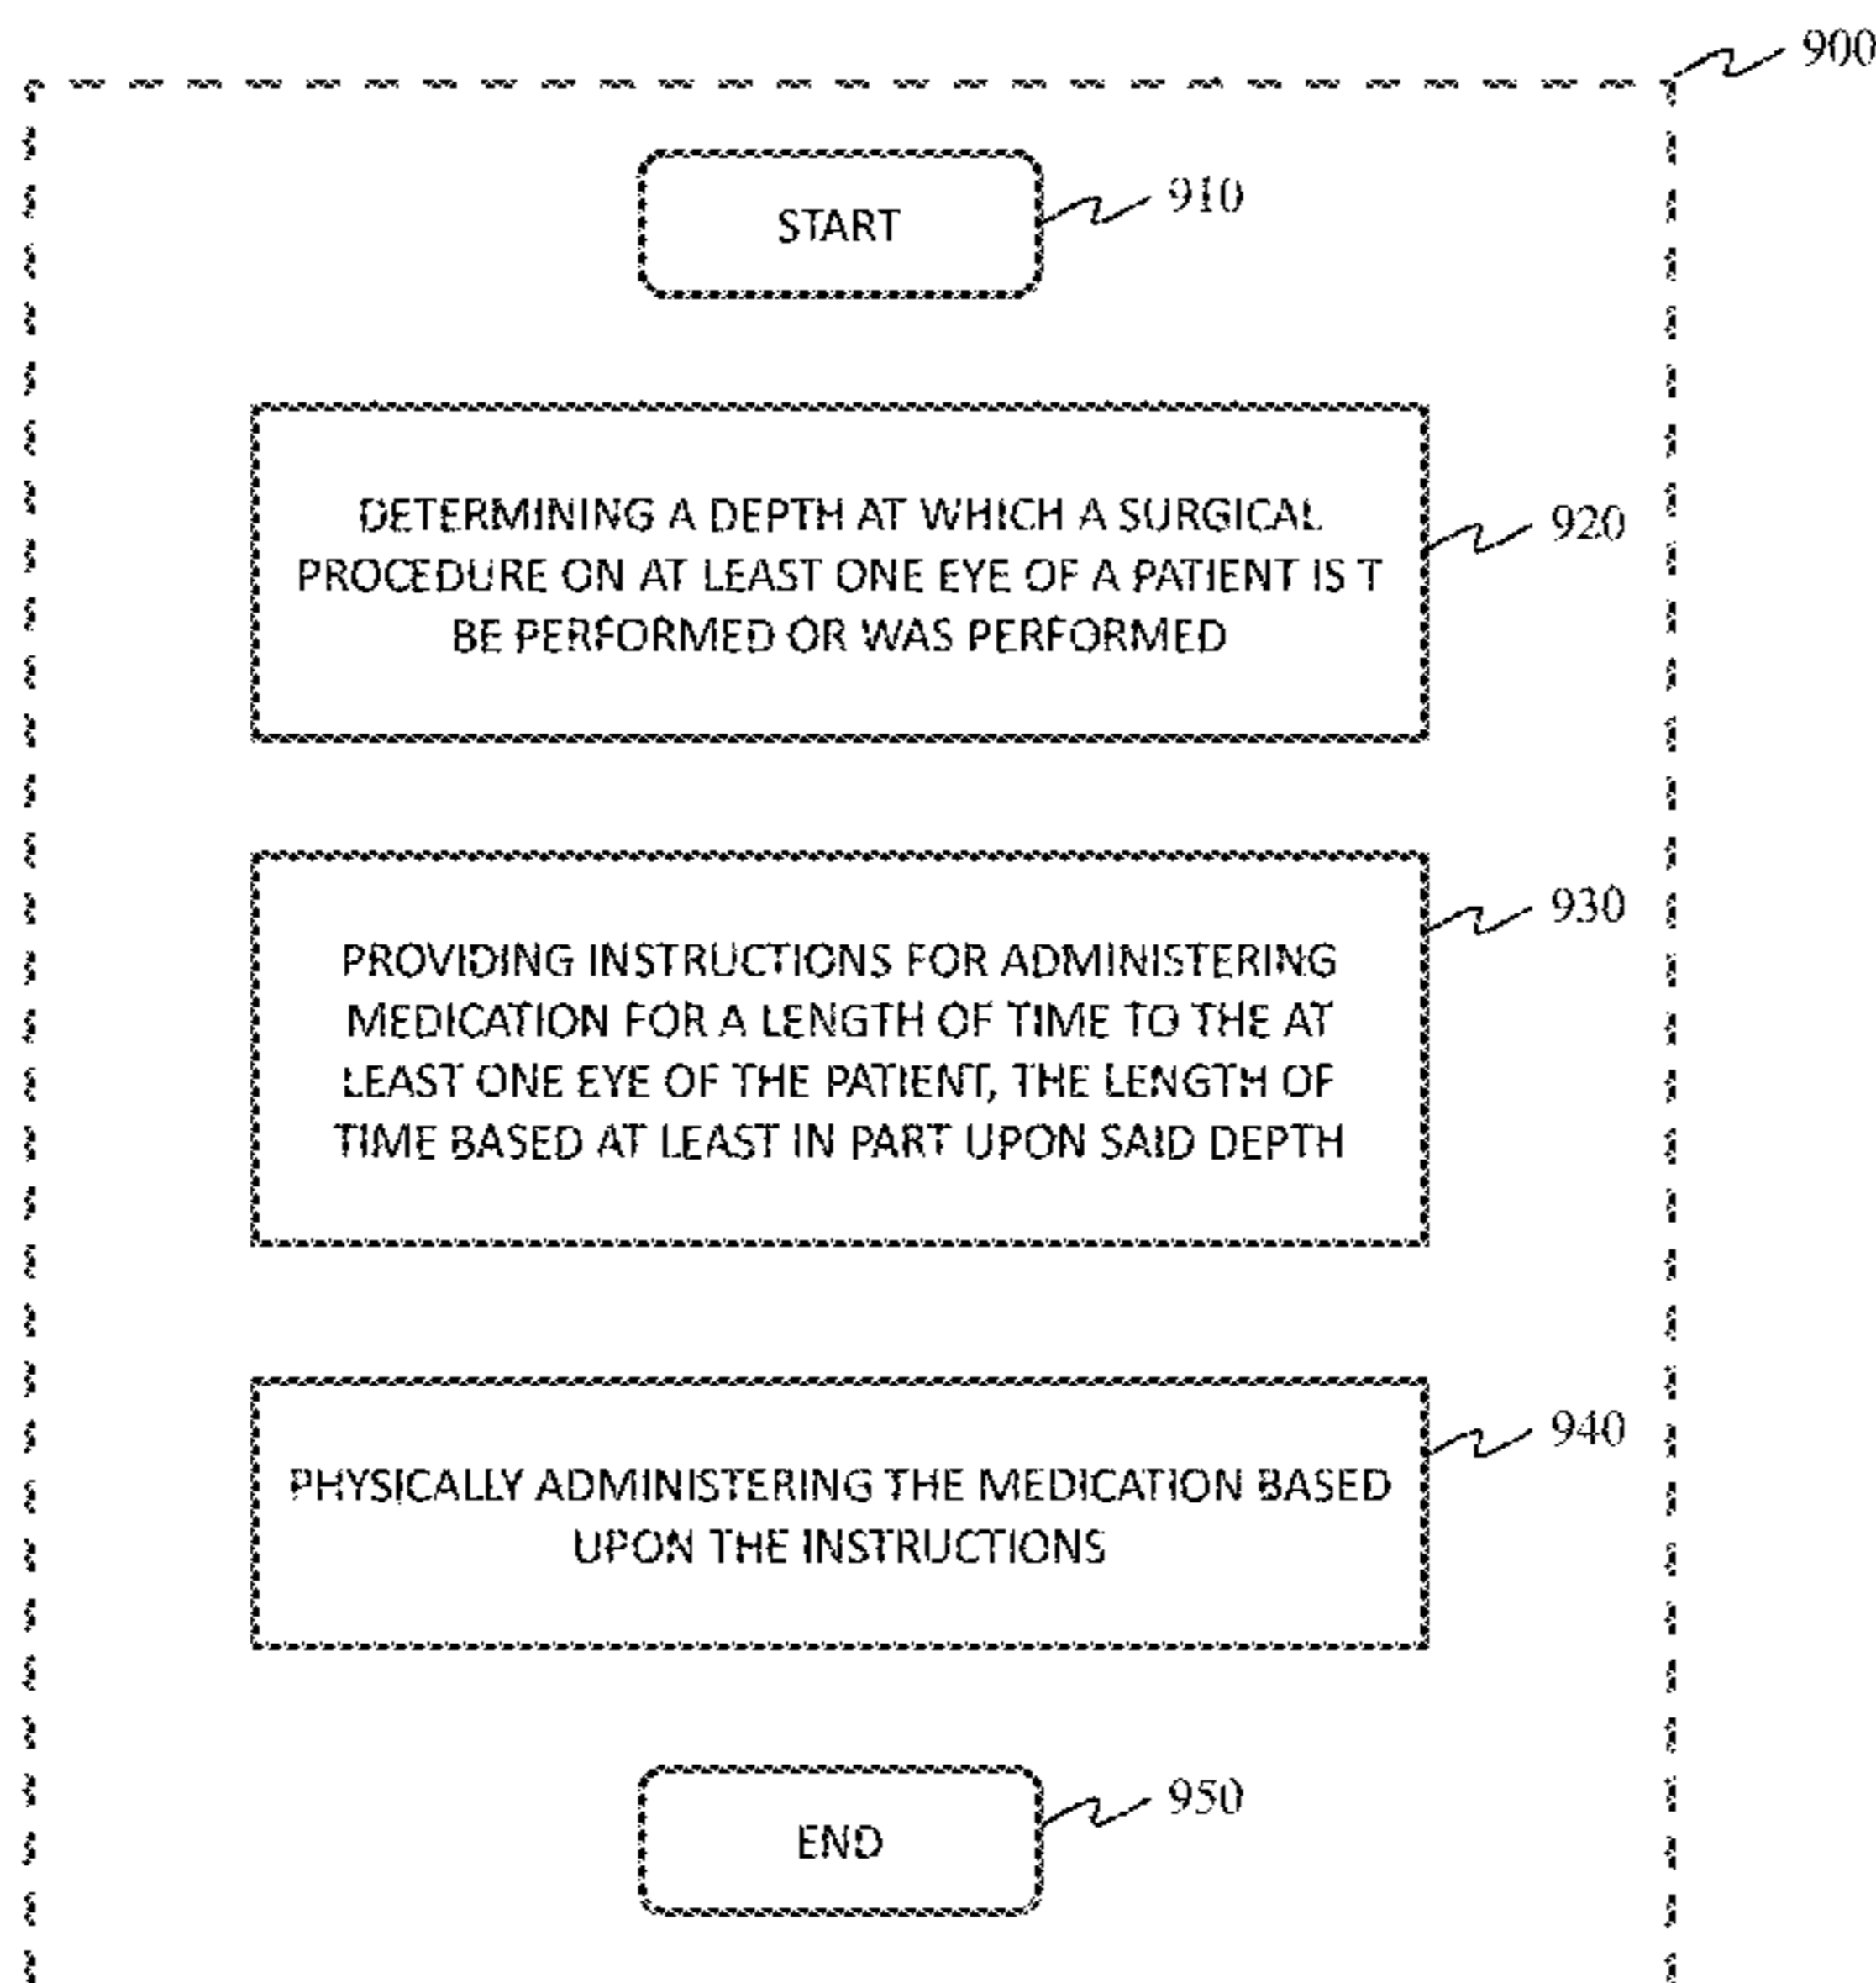 900
START
910
DETERMINING A DEPTH AT WHICH A SURGICAL
PROCEDURE ON AT LEAST ONE EYE OF A PATIENT IS T
BE PERFORMED OR WAS PERFORMED
920
930
PROVIDING INSTRUCTIONS FOR ADMINISTERING
MEDICATION FOR A LENGTH OF TIME TO THE AT
LEAST ONE EYE OF THE PATIENT, THE LENGTH OF
TIME BASED AT LEAST IN PART UPON SAID DEPTH
940
PHYSICALLY ADMINISTERING THE MEDICATION BASED
UPON THE INSTRUCTIONS
950
END